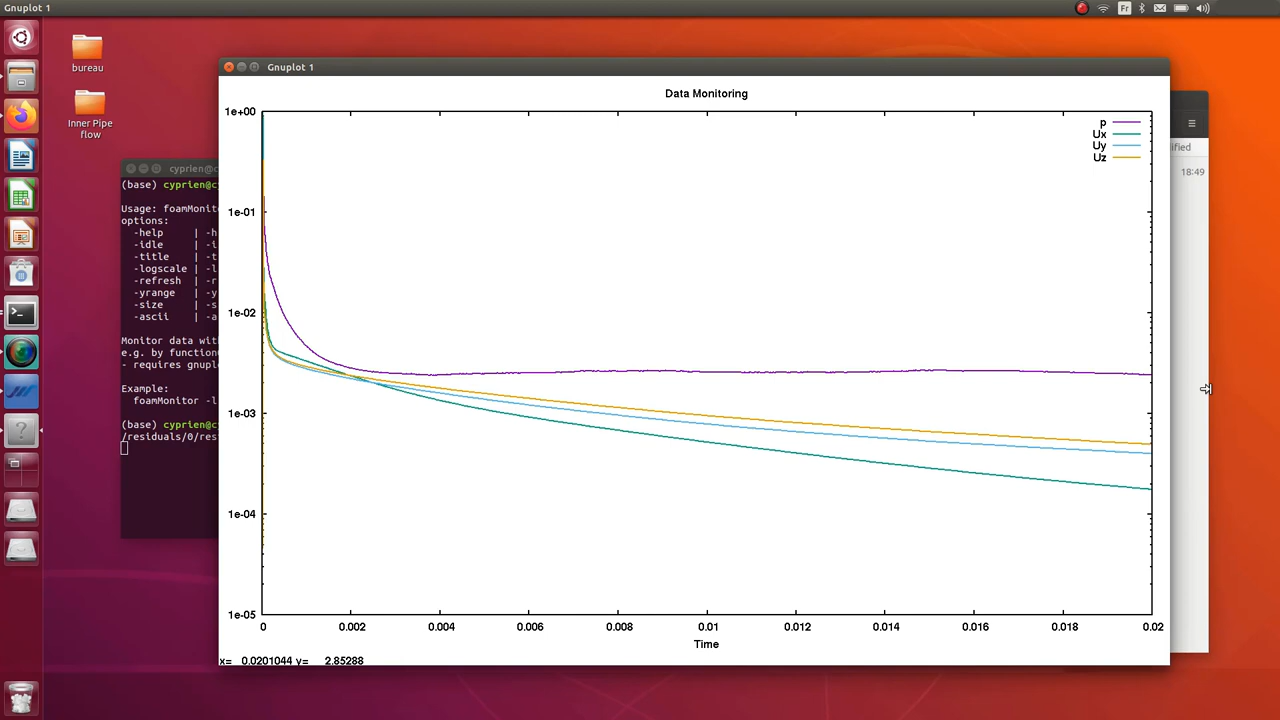 Gnuplot 1
Fr
bureau
Inner Pipe
flow
Gnuplot 1
Data Monitoring
1e+00
1e-01
1e-02
1e-03
1e-04
1e-05
p
Ux
Uy
Uz
0 0.002 0.004 0.006 0.008 0.01 0.012 0.014 0.016 0.018 0.02
Time
x= 0.0201044 y= 2.85288
18:49
cyprien@c
(base) cyprien@c
Usage: foamMonito
options:
-help | -h
-idle | -i
-title | -t
-logscale | -l
-refresh | -r
-yrange | -y
-size | -s
-ascii | -a
Monitor data wit
e.g. by function
- requires gnuple
Example:
foamMonitor -l
(base) cyprien@c
/residuals/0/res